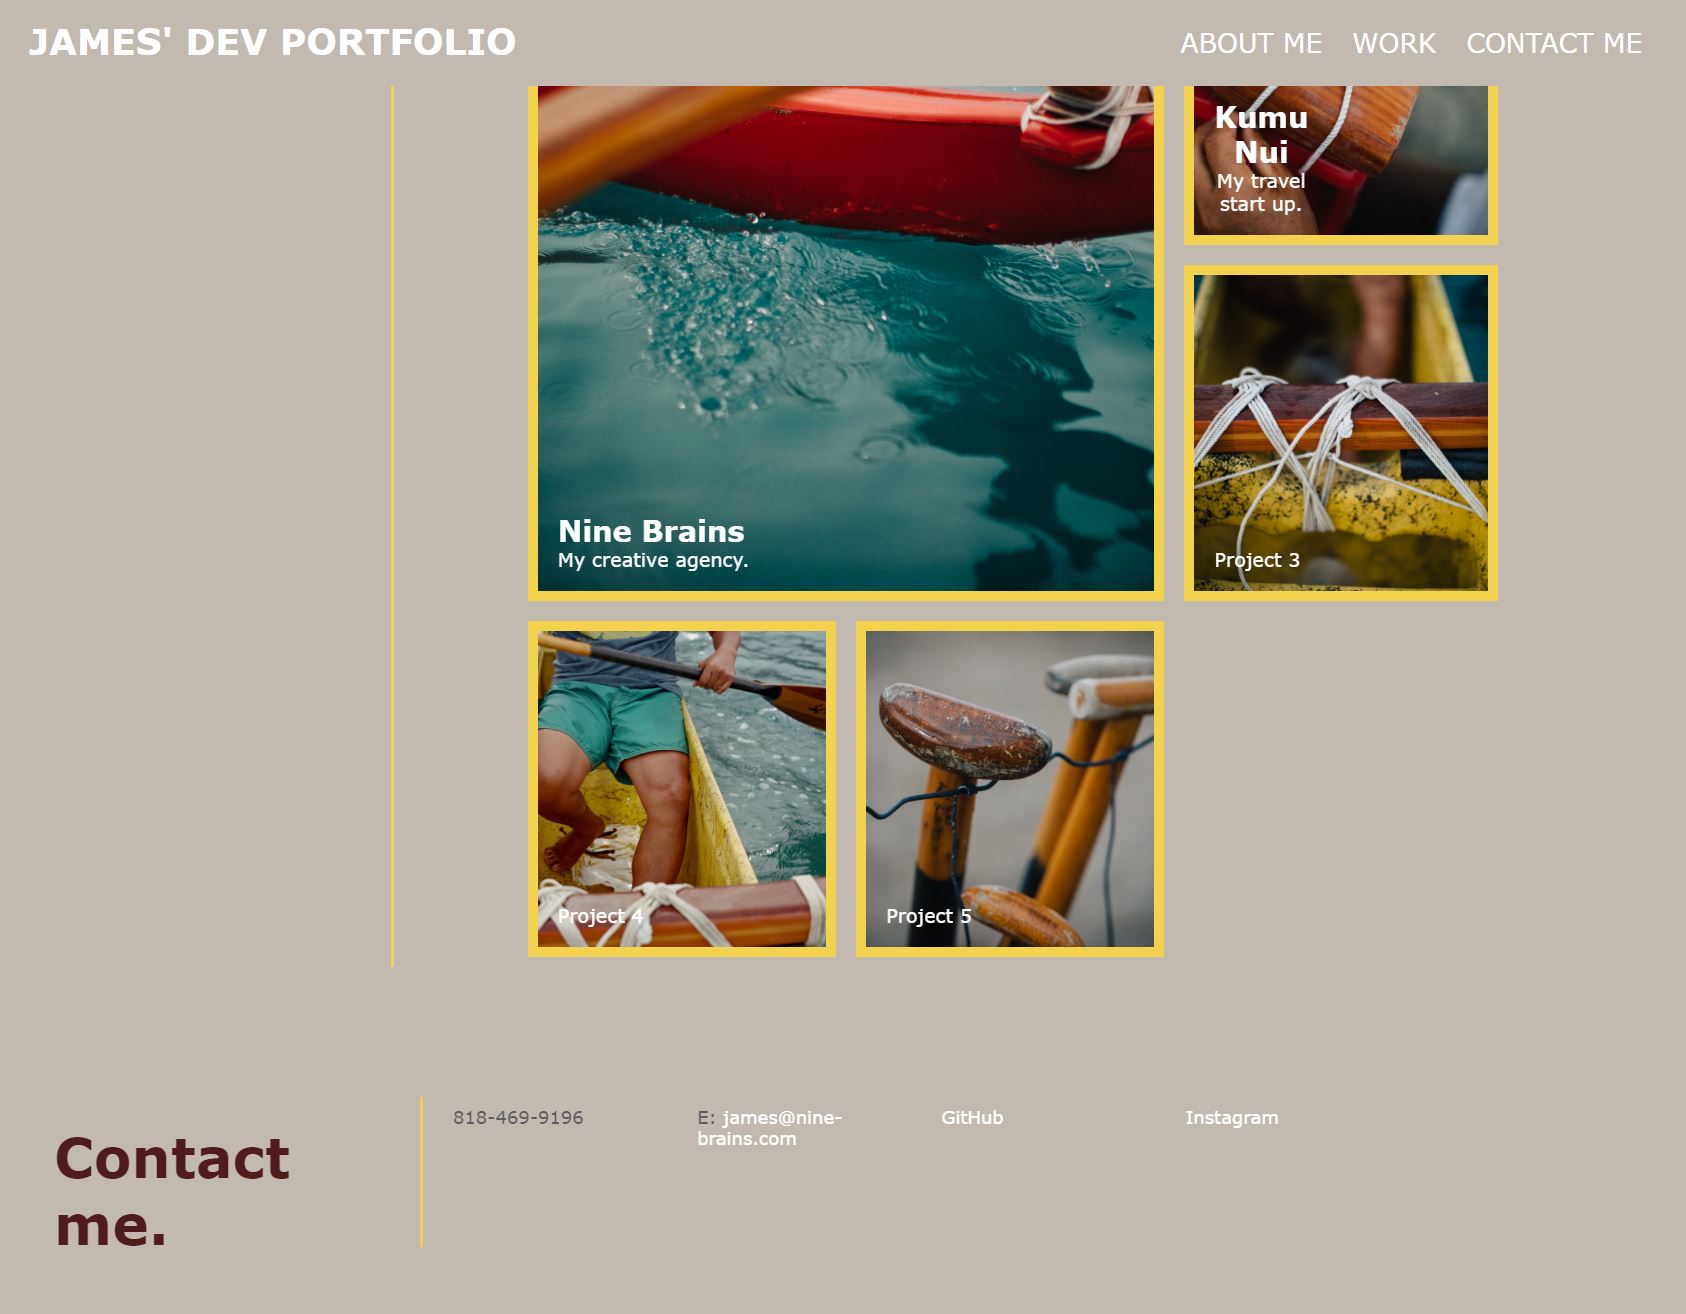 JAMES' DEV PORTFOLIO
ABOUT ME
WORK
CONTACT ME
Kumu
Nui
My travel
start up.
Nine Brains
My creative agency.
Project 3
Project 4
Project 5
Contact
me.
818-469-9196
E: james@nine-
brains.com
GitHub
Instagram